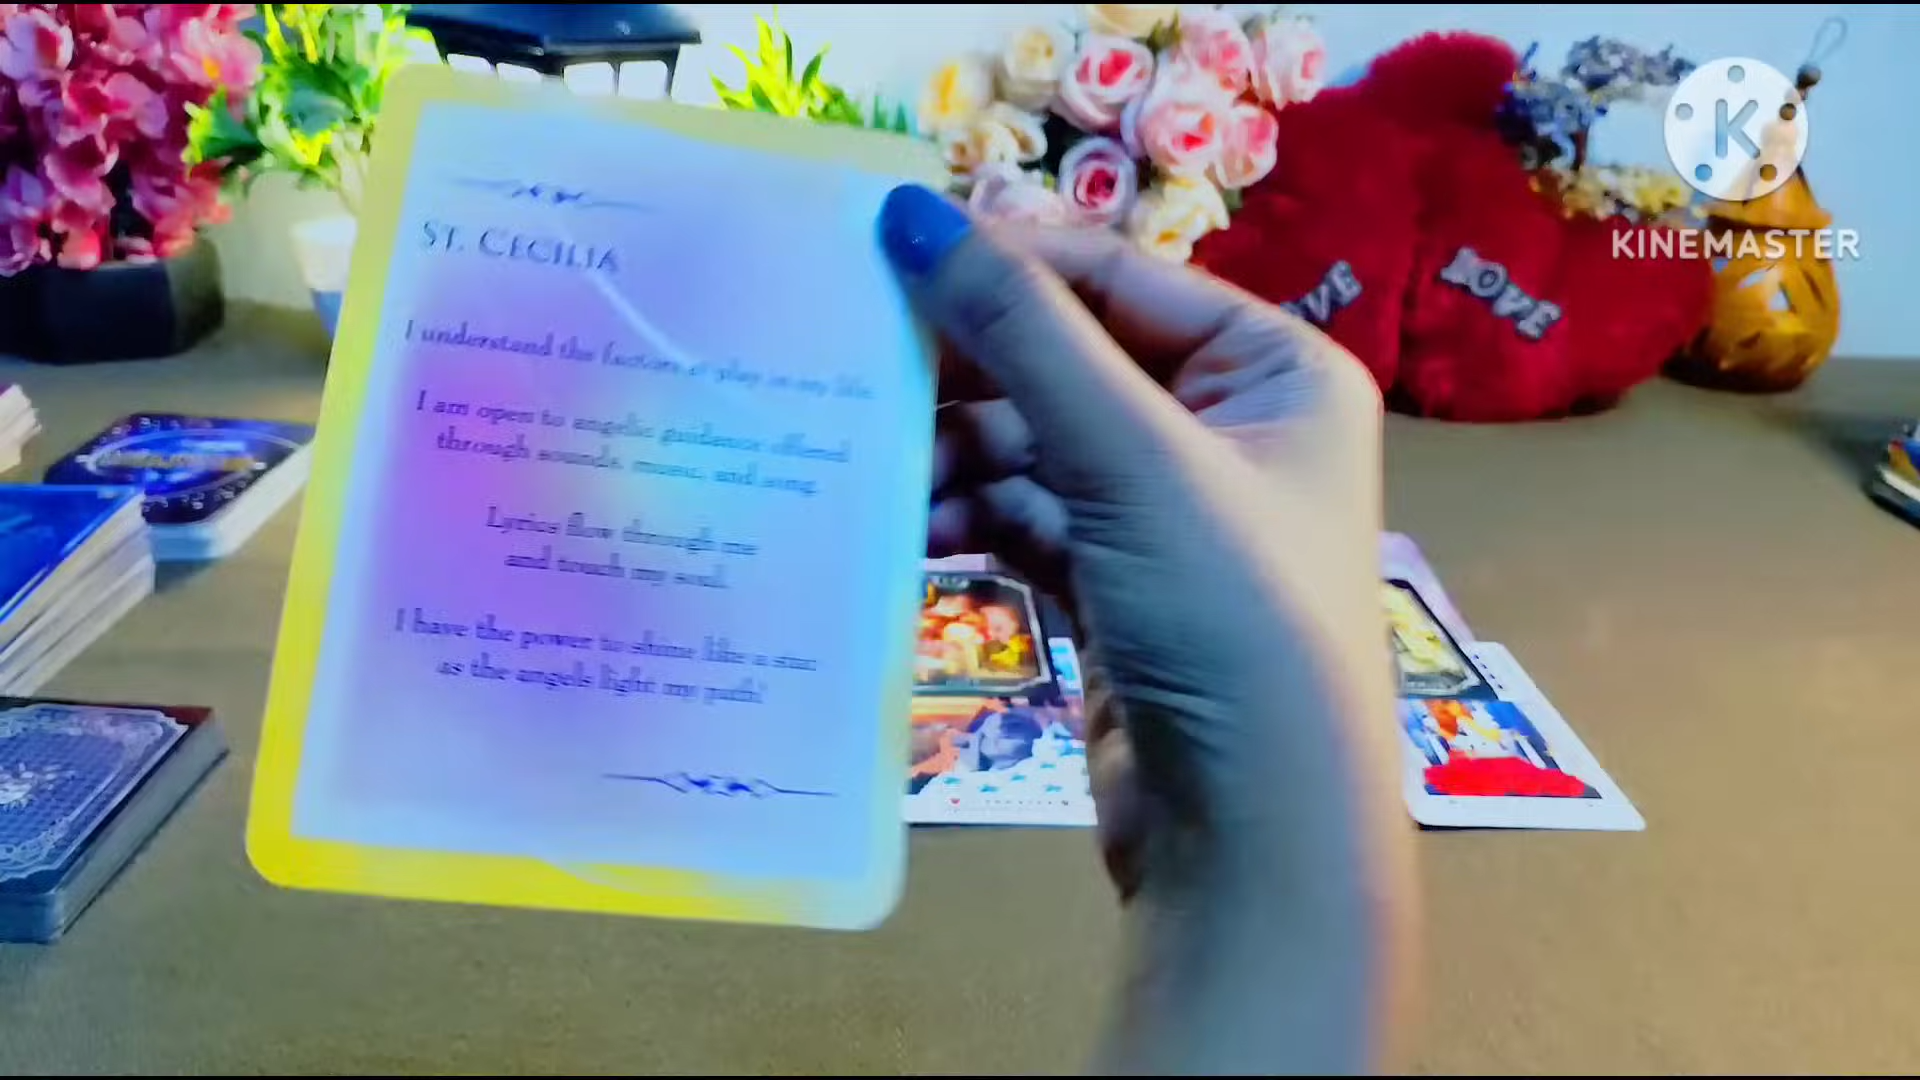 ST. CECILIA
I understand the factors at play in my life.
I am open to angelic guidance offered
through sounds, music, and song.
Lyrics flow through me
and touch my soul.
I have the power to shine like a star
as the angels light my path!
K
KINEMASTER
LOVE